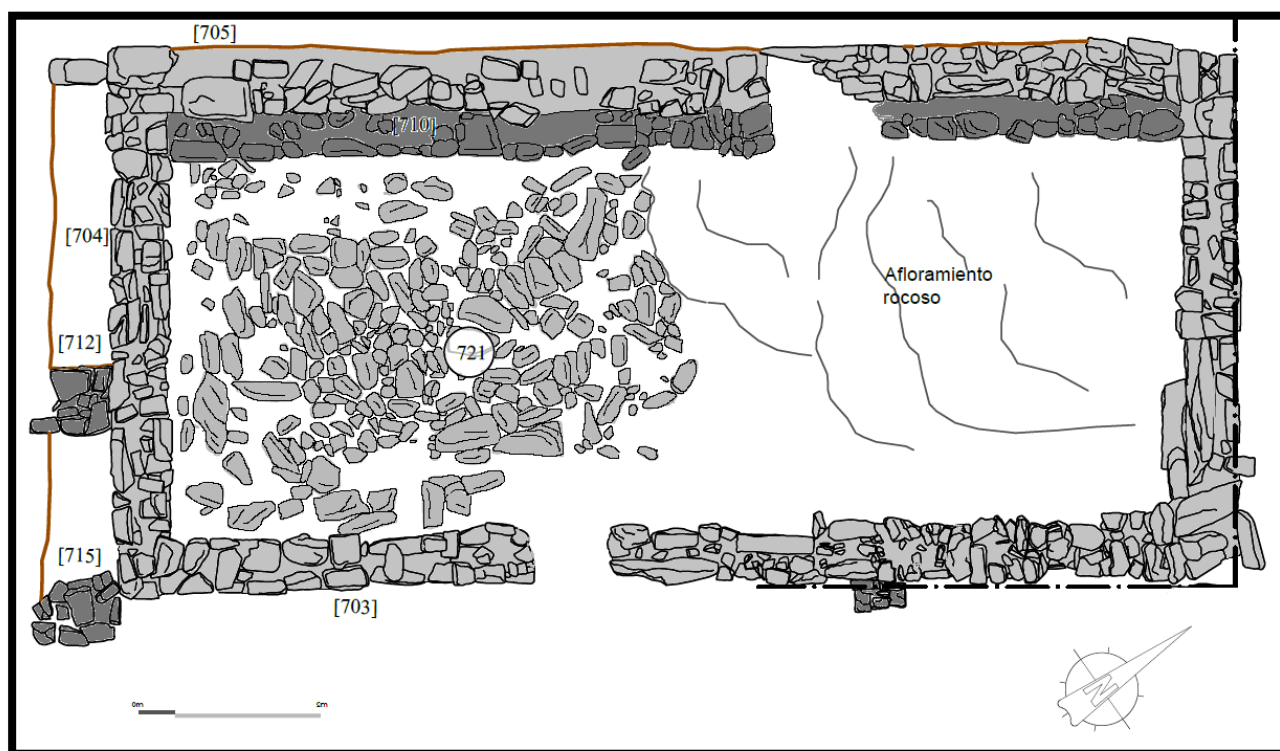 [705]
[710]
[704]
Afloramiento
rocoso
[712]
721
[715]
[703]
0m
2m
N